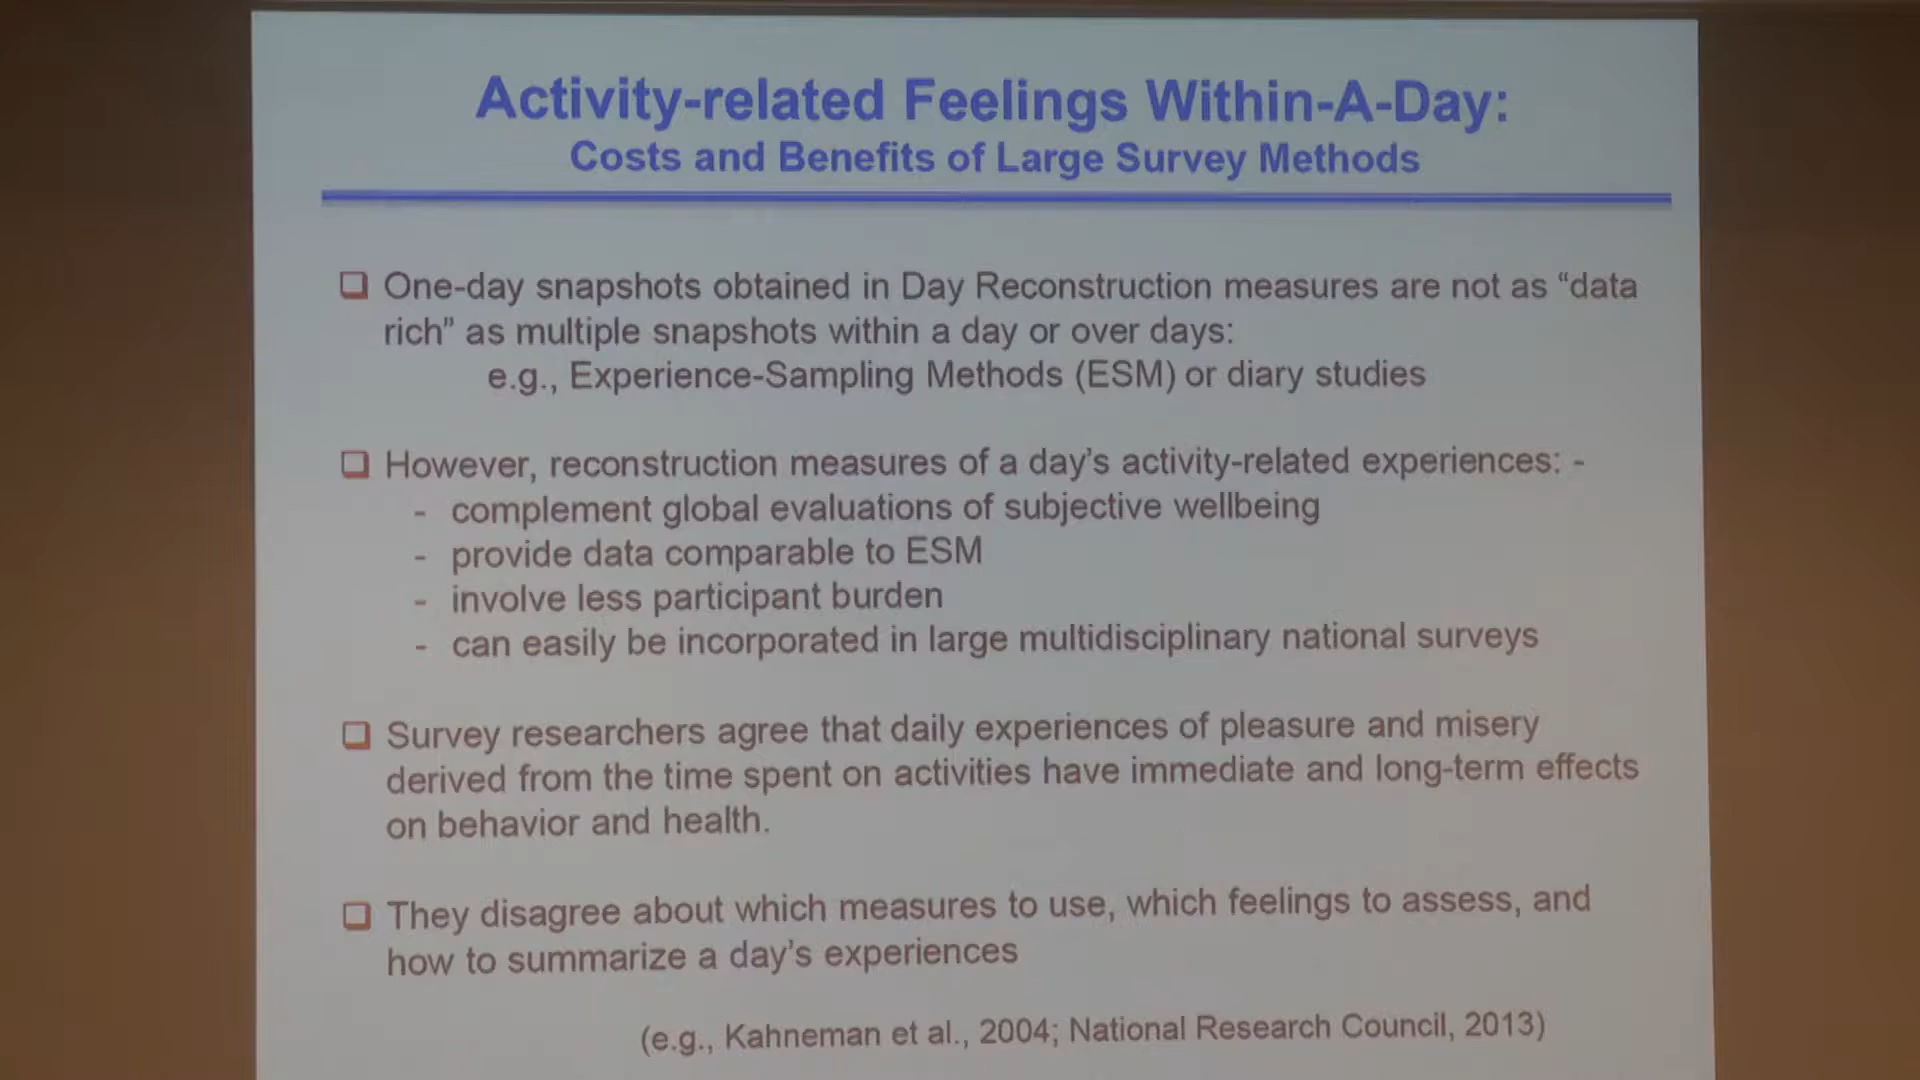 Activity-related Feelings Within-A-Day:
Costs and Benefits of Large Survey Methods
One-day snapshots obtained in Day Reconstruction measures are not as “data
rich” as multiple snapshots within a day or over days:
e.g., Experience-Sampling Methods (ESM) or diary studies
However, reconstruction measures of a day’s activity-related experiences: -
- complement global evaluations of subjective wellbeing
- provide data comparable to ESM
- involve less participant burden
- can easily be incorporated in large multidisciplinary national surveys
Survey researchers agree that daily experiences of pleasure and misery
derived from the time spent on activities have immediate and long-term effects
on behavior and health.
They disagree about which measures to use, which feelings to assess, and
how to summarize a day’s experiences
(e.g., Kahneman et al., 2004; National Research Council, 2013)